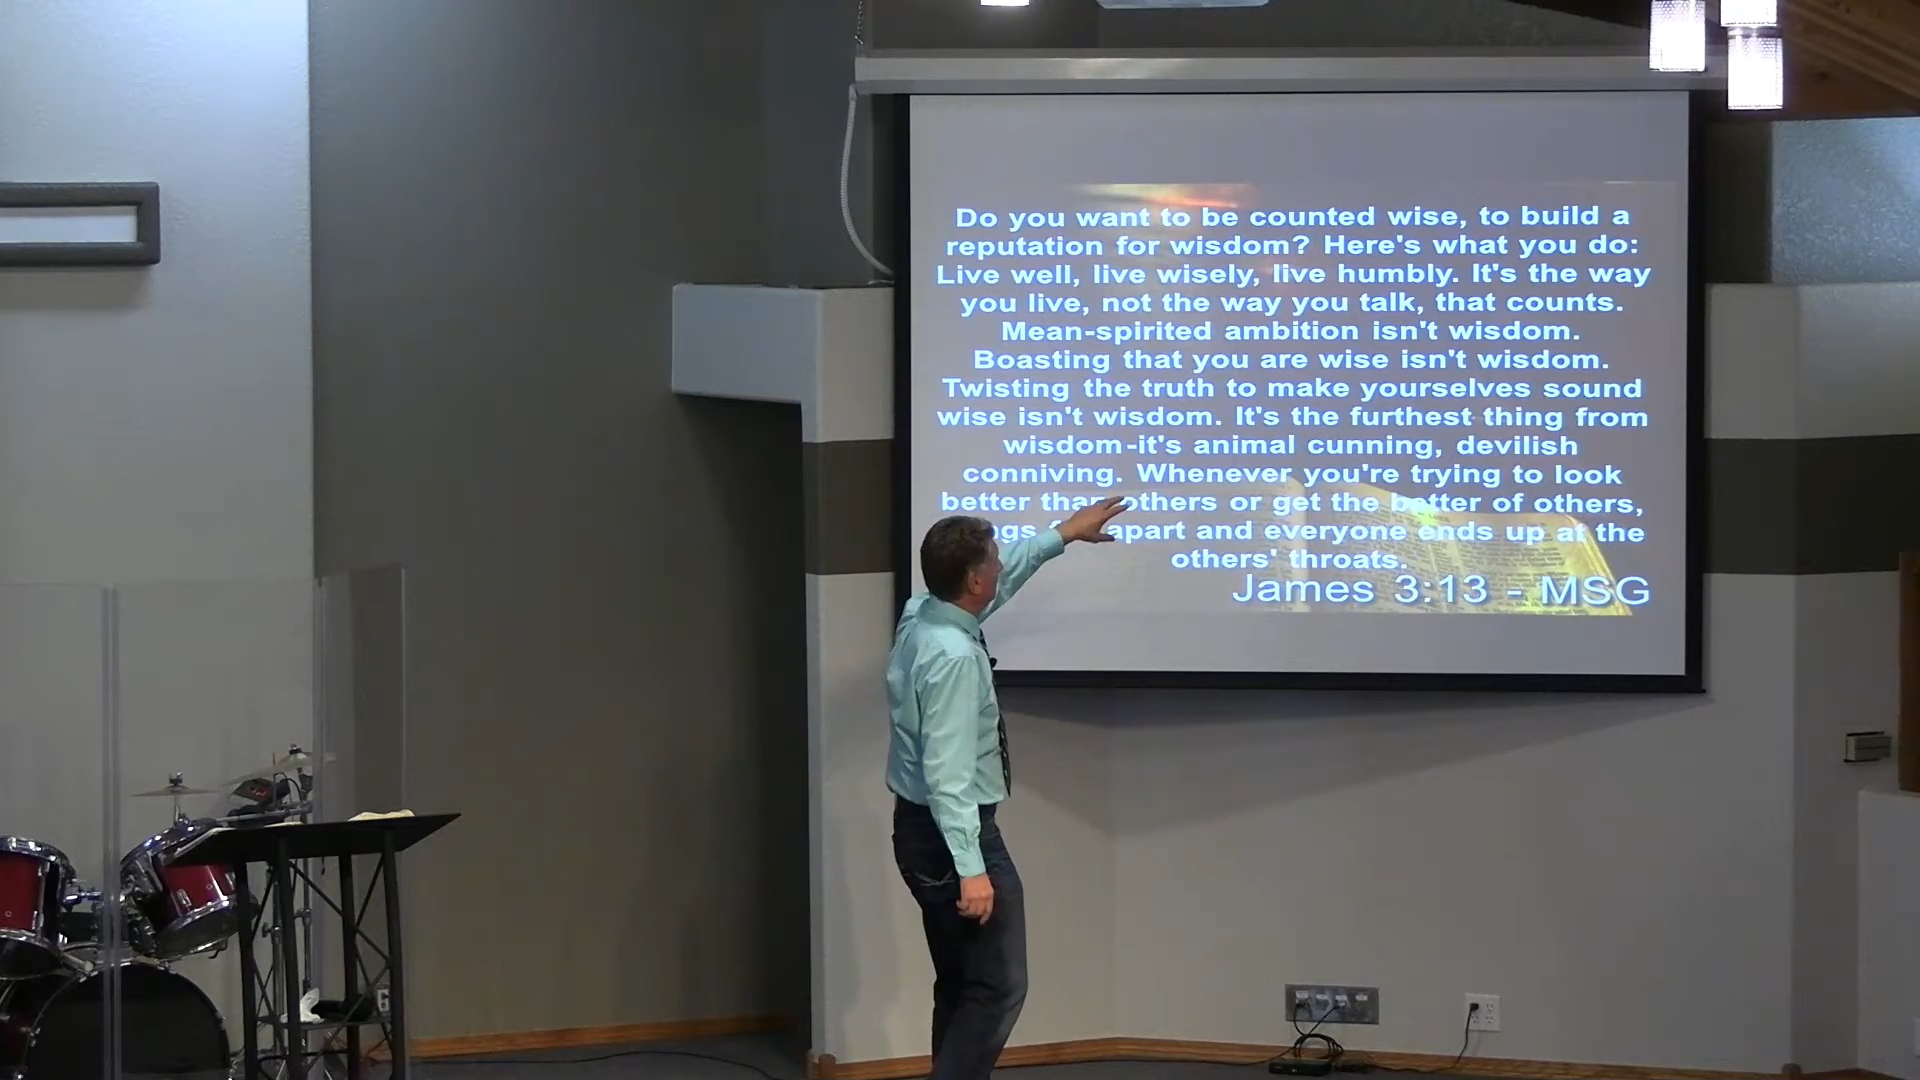 Do you want to be counted wise, to build a
reputation for wisdom? Here's what you do:
Live well, live wisely, live humbly. It's the way
you live, not the way you talk, that counts.
Mean-spirited ambition isn't wisdom.
Boasting that you are wise isn't wisdom.
Twisting the truth to make yourselves sound
wise isn't wisdom. It's the furthest thing from
wisdom-it's animal cunning, devilish
conniving. Whenever you're trying to look
better than others or get the better of others,
apart and everyone ends up at the
others' throats.
James 3:13 - MSG